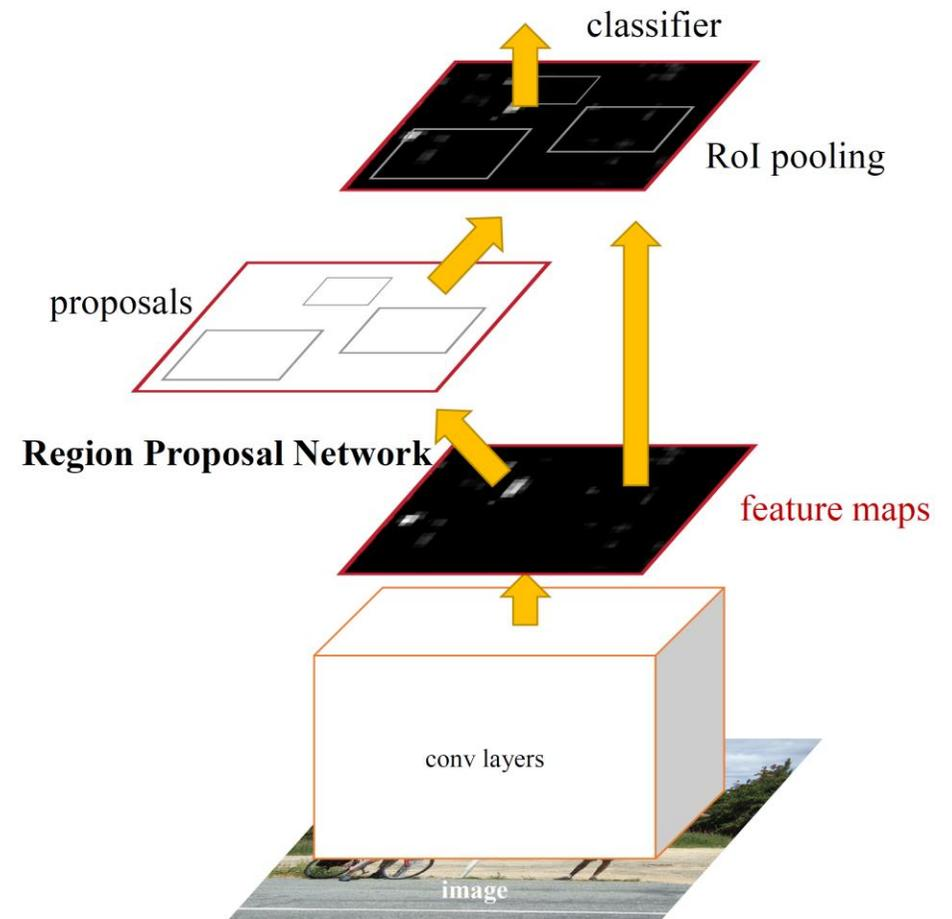 classifier
RoI pooling
proposals
Region Proposal Network
feature maps
conv layers
image